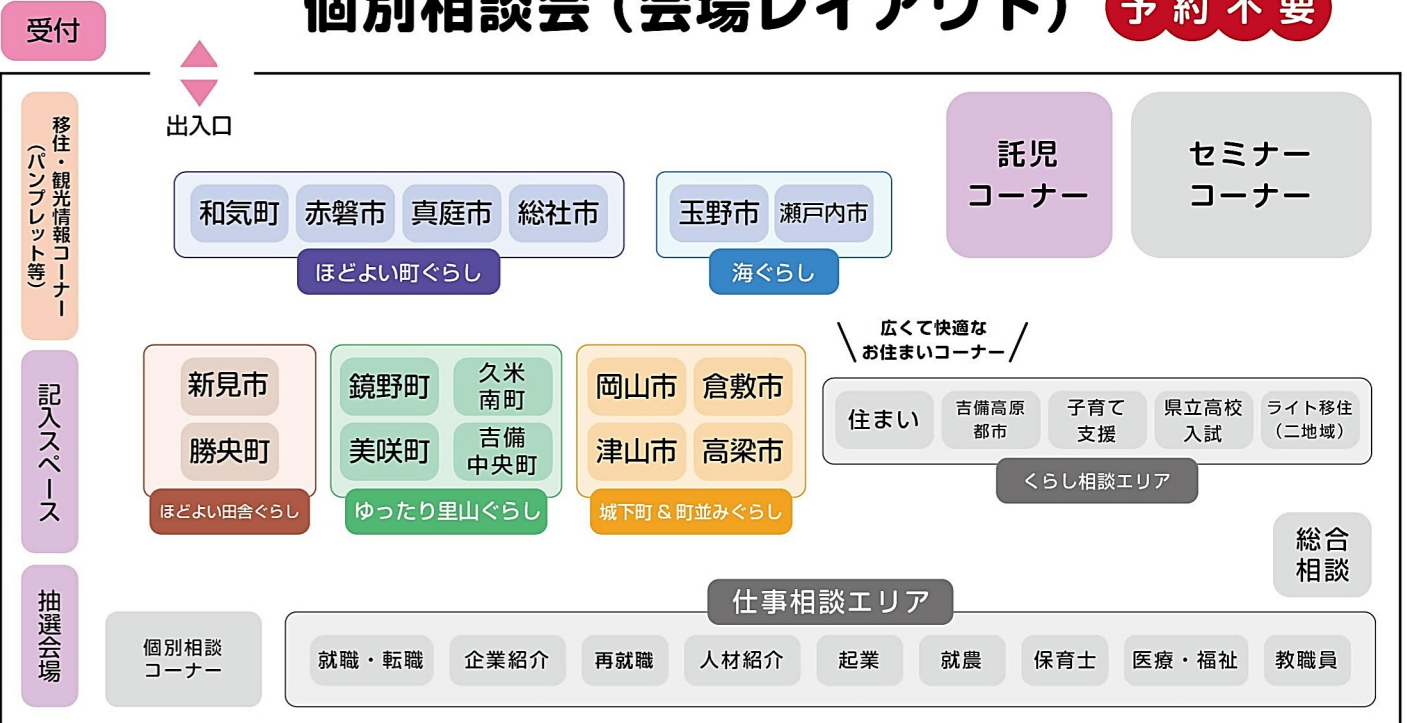 個別相談会（会場レイアウト）
予約不要
受付
出入口
移住・観光情報コーナー
（パンプレット等）
記入スペース
抽選会場
和気町
赤磐市
真庭市
総社市
ほどよい町ぐらし
玉野市
瀬戸内市
海ぐらし
託児
コーナー
セミナー
コーナー
新見市
勝央町
ほどよい田舎ぐらし
鏡野町
久米
南町
美咲町
吉備
中央町
ゆったり里山ぐらし
岡山市
倉敷市
津山市
高梁市
城下町＆町並みぐらし
広くて快適な
お住まいコーナー
住まい
吉備高原
都市
子育て
支援
県立高校
入試
ライト移住
（二地域）
くらし相談エリア
総合
相談
仕事相談エリア
個別相談
コーナー
就職・転職
企業紹介
再就職
人材紹介
起業
就農
保育士
医療・福祉
教職員